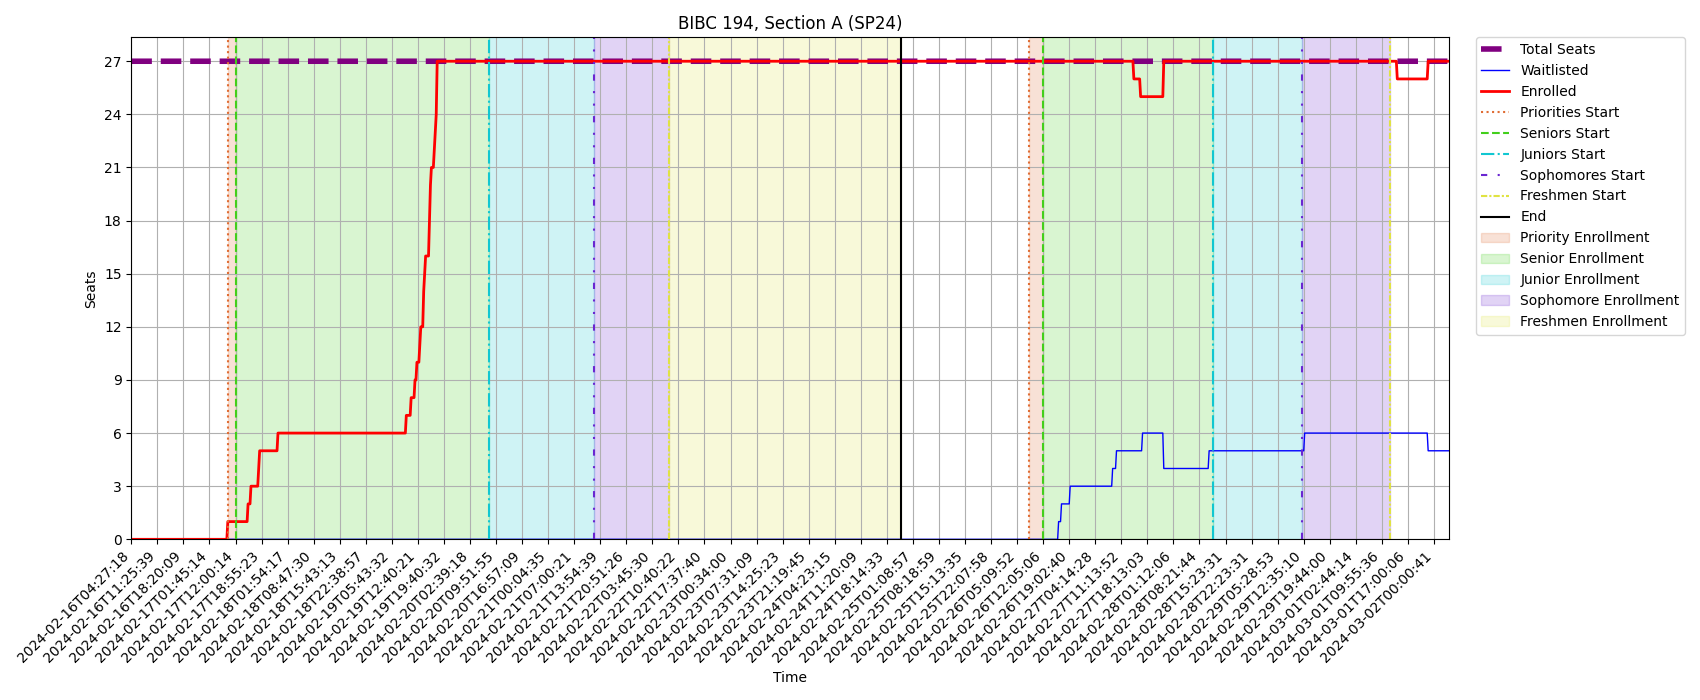 BIBC 194, Section A (SP24)
Seats
27
24
21
18
15
12
9
6
3
0
2024-02-16T04:27:18
2024-02-16T11:25:39
2024-02-16T18:20:09
2024-02-17T01:45:14
2024-02-17T12:00:14
2024-02-17T18:55:23
2024-02-18T01:54:17
2024-02-18T08:47:30
2024-02-18T15:43:13
2024-02-18T22:38:57
2024-02-19T05:43:32
2024-02-19T12:40:21
2024-02-19T19:40:32
2024-02-20T02:39:18
2024-02-20T09:51:55
2024-02-20T16:57:09
2024-02-21T00:04:35
2024-02-21T07:00:21
2024-02-21T13:54:39
2024-02-21T20:51:26
2024-02-22T03:45:30
2024-02-22T10:40:22
2024-02-22T17:37:40
2024-02-23T00:34:00
2024-02-23T07:31:09
2024-02-23T14:25:23
2024-02-23T21:19:45
2024-02-24T04:23:15
2024-02-24T11:20:09
2024-02-24T18:14:33
2024-02-25T01:08:57
2024-02-25T08:18:59
2024-02-25T15:13:35
2024-02-25T22:07:58
2024-02-26T05:09:52
2024-02-26T12:05:06
2024-02-26T19:02:40
2024-02-27T04:14:28
2024-02-27T11:13:52
2024-02-27T18:13:03
2024-02-28T01:12:06
2024-02-28T08:21:44
2024-02-28T15:23:31
2024-02-28T22:23:31
2024-02-29T05:28:53
2024-02-29T12:35:10
2024-02-29T19:44:00
2024-03-01T02:44:14
2024-03-01T09:55:36
2024-03-01T17:00:06
2024-03-02T00:00:41
Time
Total Seats
Waitlisted
Enrolled
Priorities Start
Seniors Start
Juniors Start
Sophomores Start
Freshmen Start
End
Priority Enrollment
Senior Enrollment
Junior Enrollment
Sophomore Enrollment
Freshmen Enrollment